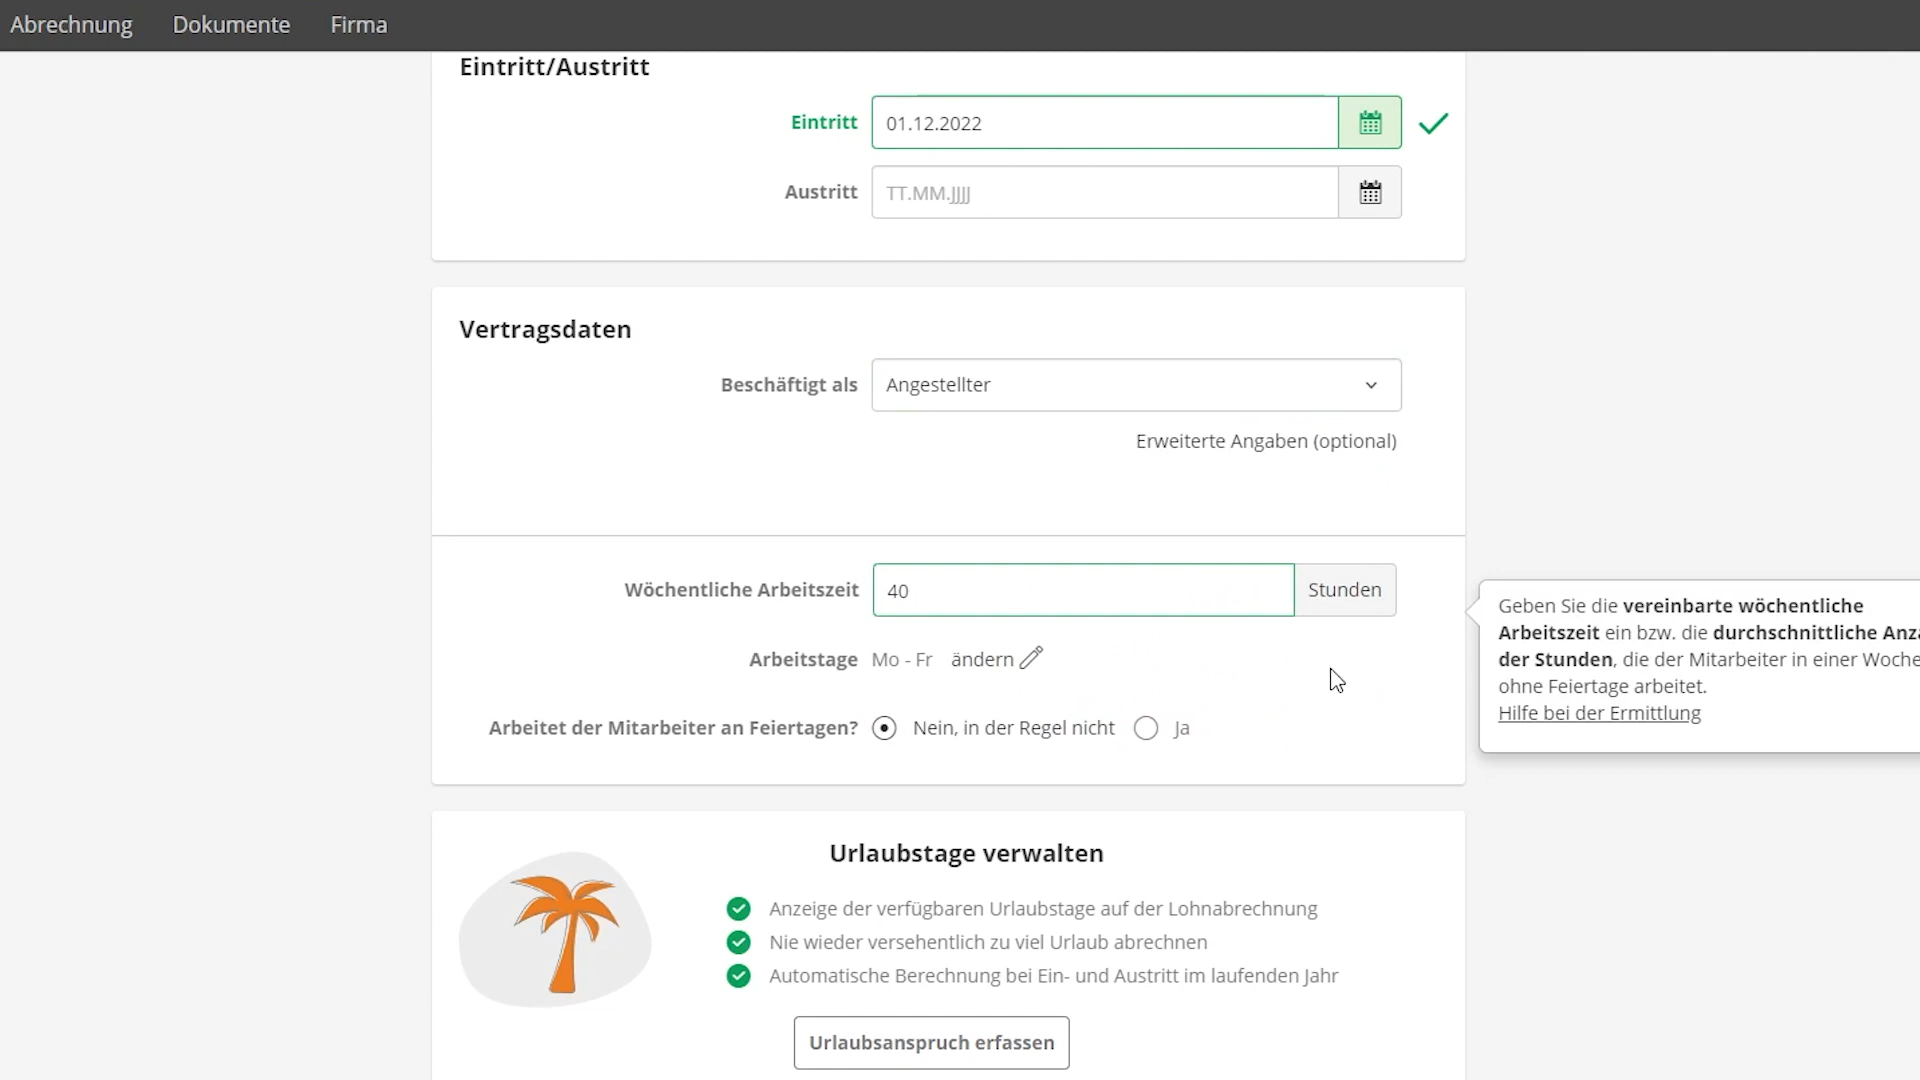 Abrechnung Dokumente Firma
Eintritt/Austritt
Eintritt 01.12.2022
Austritt TT.MM.JJJJ
Vertragsdaten
Beschäftigt als Angestellter
Erweiterte Angaben (optional)
Wöchentliche Arbeitszeit 40 Stunden
Arbeitstage Mo - Fr ändern
Arbeitet der Mitarbeiter an Feiertagen? Nein, in der Regel nicht Ja
Geben Sie die vereinbarte wöchentliche
Arbeitszeit ein bzw. die durchschnittliche
der Stunden, die der Mitarbeiter in einer Woche
ohne Feiertage arbeitet.
Hilfe bei der Ermittlung
Urlaubstage verwalten
Anzeige der verfügbaren Urlaubstage auf der Lohnabrechnung
Nie wieder versehentlich zu viel Urlaub abrechnen
Automatische Berechnung bei Ein- und Austritt im laufenden Jahr
Urlaubsanspruch erfassen